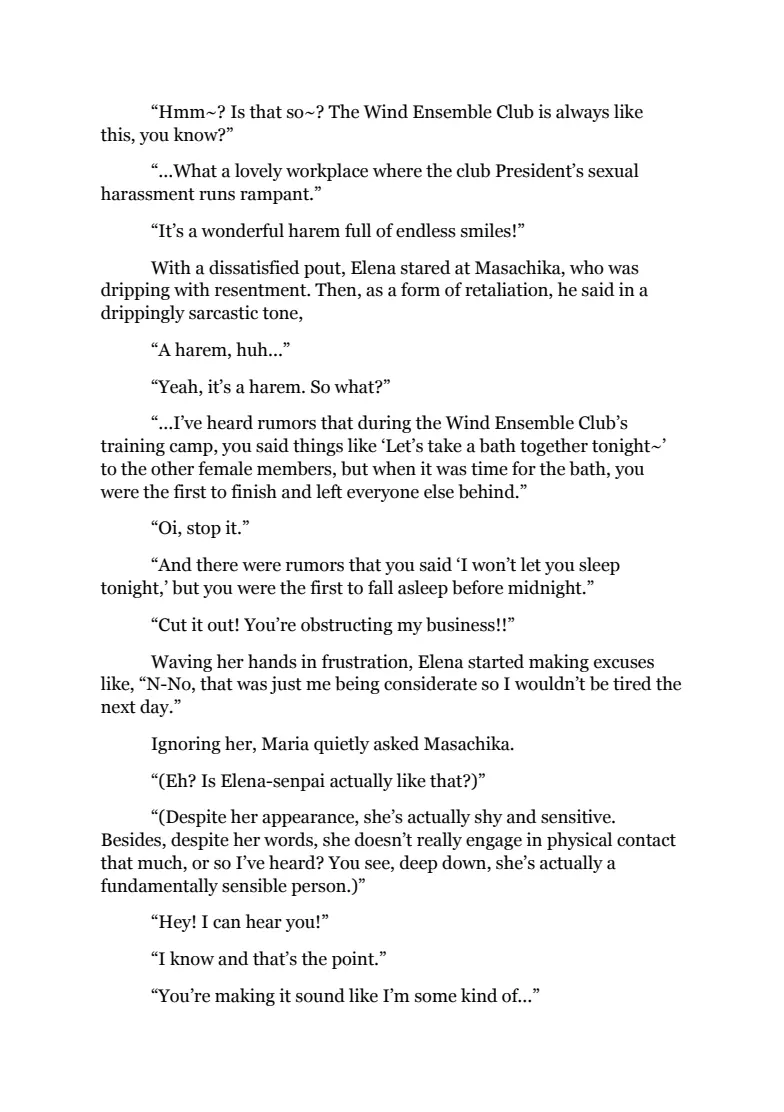 “Hmm~? Is that so~? The Wind Ensemble Club is always like
this, you know?”
“…What a lovely workplace where the club President’s sexual
harassment runs rampant.”
“It’s a wonderful harem full of endless smiles!”
With a dissatisfied pout, Elena stared at Masachika, who was
dripping with resentment. Then, as a form of retaliation, he said in a
drippingly sarcastic tone,
“A harem, huh…”
“Yeah, it’s a harem. So what?”
“…I’ve heard rumors that during the Wind Ensemble Club’s
training camp, you said things like ‘Let’s take a bath together tonight~’
to the other female members, but when it was time for the bath, you
were the first to finish and left everyone else behind.”
“Oi, stop it.”
“And there were rumors that you said ‘I won’t let you sleep
tonight,’ but you were the first to fall asleep before midnight.”
“Cut it out! You’re obstructing my business!!”
Waving her hands in frustration, Elena started making excuses
like, “N-No, that was just me being considerate so I wouldn’t be tired the
next day.”
Ignoring her, Maria quietly asked Masachika.
“(Eh? Is Elena-senpai actually like that?)”
“(Despite her appearance, she’s actually shy and sensitive.
Besides, despite her words, she doesn’t really engage in physical contact
that much, or so I’ve heard? You see, deep down, she’s actually a
fundamentally sensible person.)”
“Hey! I can hear you!”
“I know and that’s the point.”
“You’re making it sound like I’m some kind of…”